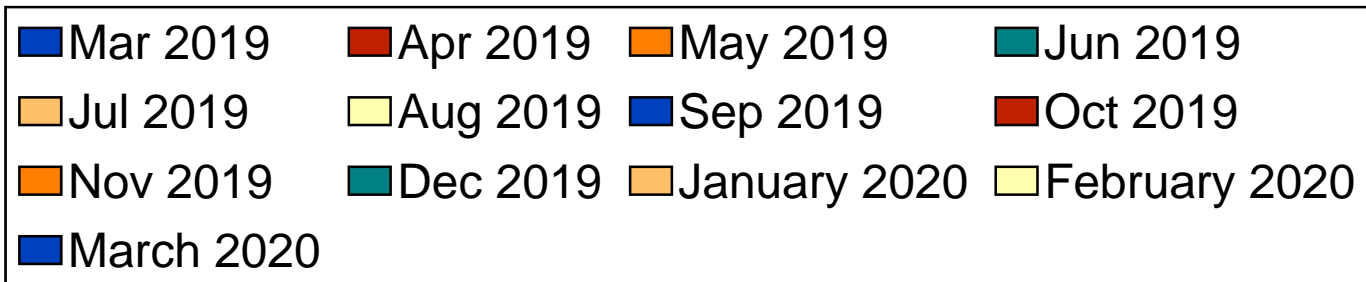 Mar 2019 Apr 2019 May 2019 Jun 2019
Jul 2019 Aug 2019 Sep 2019 Oct 2019
Nov 2019 Dec 2019 January 2020 February 2020
March 2020